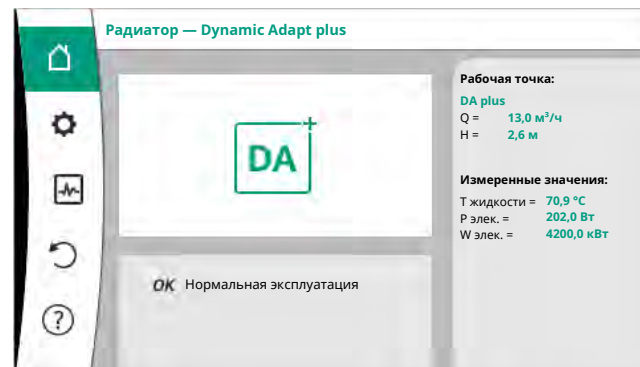 Радиатор — Dynamic Adapt plus
DA
Рабочая точка:
DA plus
Q = 13,0 м³/ч
H = 2,6 м
Измеренные значения:
T жидкости = 70,9 °C
P элек. = 202,0 Вт
W элек. = 4200,0 кВт
OK Нормальная эксплуатация
?